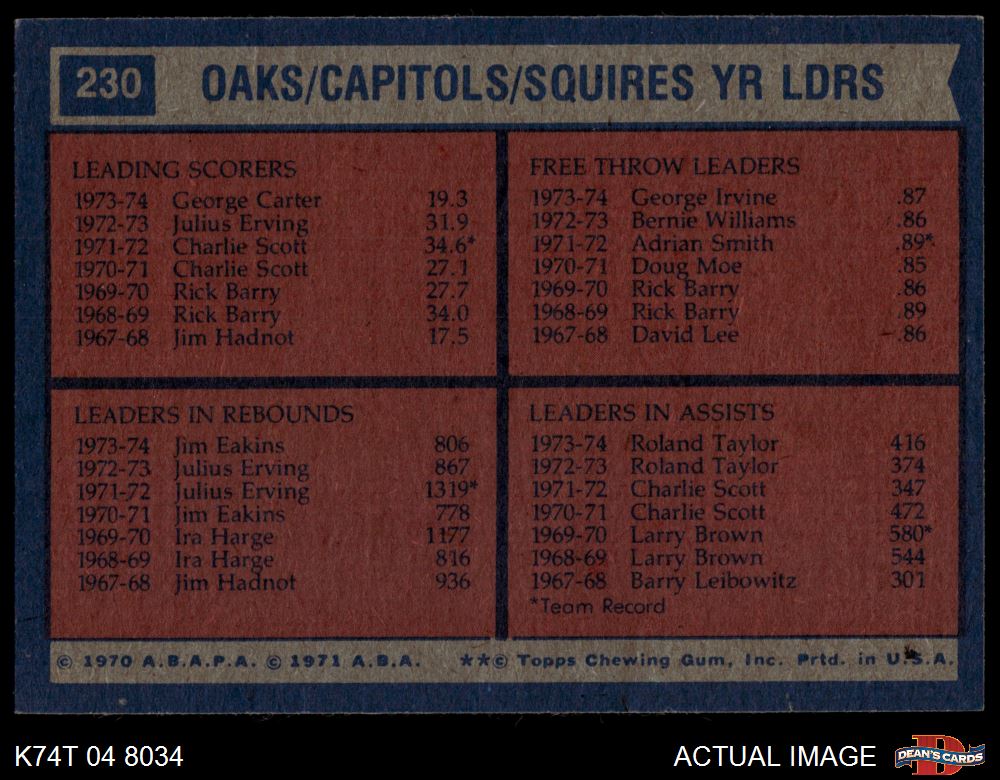 230 OAKS/CAPITOLS/SQUIRES YR LDRS
LEADING SCORERS
1973-74 George Carter 19.3
1972-73 Julius Erving 31.9
1971-72 Charlie Scott 34.6*
1970-71 Charlie Scott 27.1
1969-70 Rick Barry 27.7
1968-69 Rick Barry 34.0
1967-68 Jim Hadnot 17.5
FREE THROW LEADERS
1973-74 George Irvine .87
1972-73 Bernie Williams .86
1971-72 Adrian Smith .89*
1970-71 Doug Moe .85
1969-70 Rick Barry .86
1968-69 Rick Barry .89
1967-68 David Lee .86
LEADERS IN REBOUNDS
1973-74 Jim Eakins 806
1972-73 Julius Erving 867
1971-72 Julius Erving 1319*
1970-71 Jim Eakins 778
1969-70 Ira Harge 1177
1968-69 Ira Harge 816
1967-68 Jim Hadnot 936
LEADERS IN ASSISTS
1973-74 Roland Taylor 416
1972-73 Roland Taylor 374
1971-72 Charlie Scott 347
1970-71 Charlie Scott 472
1969-70 Larry Brown 580*
1968-69 Larry Brown 544
1967-68 Barry Leibowitz 301
*Team Record
© 1970 A.B.A.P.A. © 1971 A.B.A. **© Topps Chewing Gum, Inc. Prtd. in U.S.A.
K74T 04 8034
ACTUAL IMAGE
D
DEAN'S CARDS